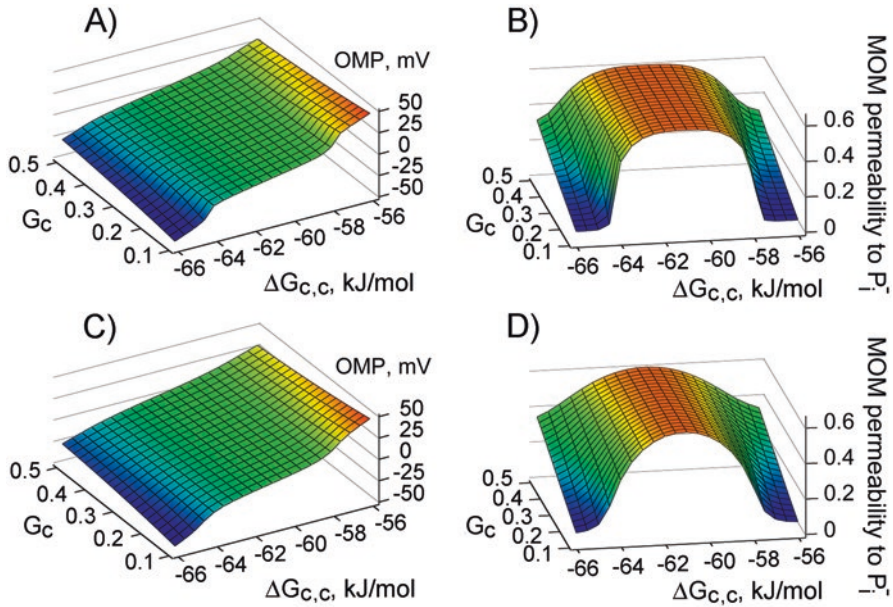 A)
OMP, mV
50
25
0
-25
-50
0.5
0.4
0.3
0.2
0.1
Gc
-66 -64 -62 -60 -58 -56
ΔGc,c, kJ/mol
B)
MOM permeability to Pi-
0.6
0.4
0.2
0
0.5
0.4
0.3
0.2
0.1
Gc
-66 -64 -62 -60 -58 -56
ΔGc,c, kJ/mol
C)
OMP, mV
50
25
0
-25
-50
0.5
0.4
0.3
0.2
0.1
Gc
-66 -64 -62 -60 -58 -56
ΔGc,c, kJ/mol
D)
MOM permeability to Pi-
0.6
0.4
0.2
0
0.5
0.4
0.3
0.2
0.1
Gc
-66 -64 -62 -60 -58 -56
ΔGc,c, kJ/mol